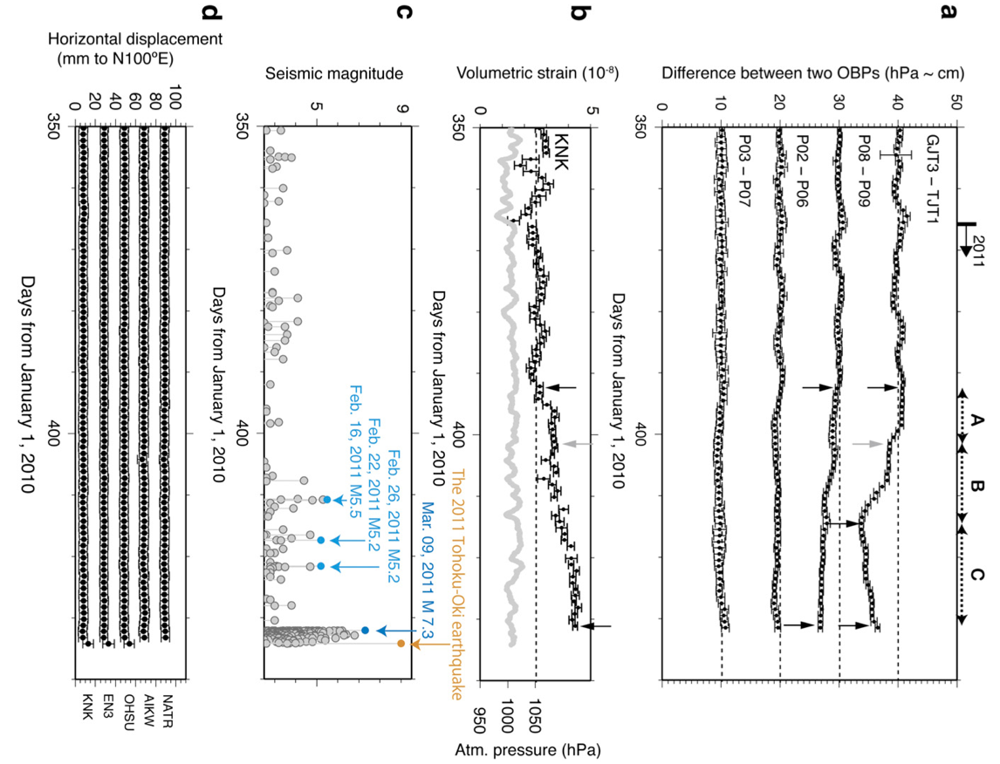 a
Difference between two OBPs (hPa ~ cm)
50
40
30
20
10
0
2011
GJT3 – TJT1
P08 – P09
P02 – P06
P03 – P07
A
B
C
350
400
Days from January 1, 2010
b
Volumetric strain (10-8)
5
0
KNK
350
400
Days from January 1, 2010
1050
1000
950
Atm. pressure (hPa)
c
Seismic magnitude
9
5
350
400
Days from January 1, 2010
Feb. 16, 2011 M5.5
Feb. 22, 2011 M5.2
Feb. 26, 2011 M5.2
Mar. 09, 2011 M 7.3
The 2011 Tohoku-Oki earthquake
d
Horizontal displacement
(mm to N100ºE)
100
80
60
40
20
0
350
400
Days from January 1, 2010
NATR
AIKW
OHSU
EN3
KNK